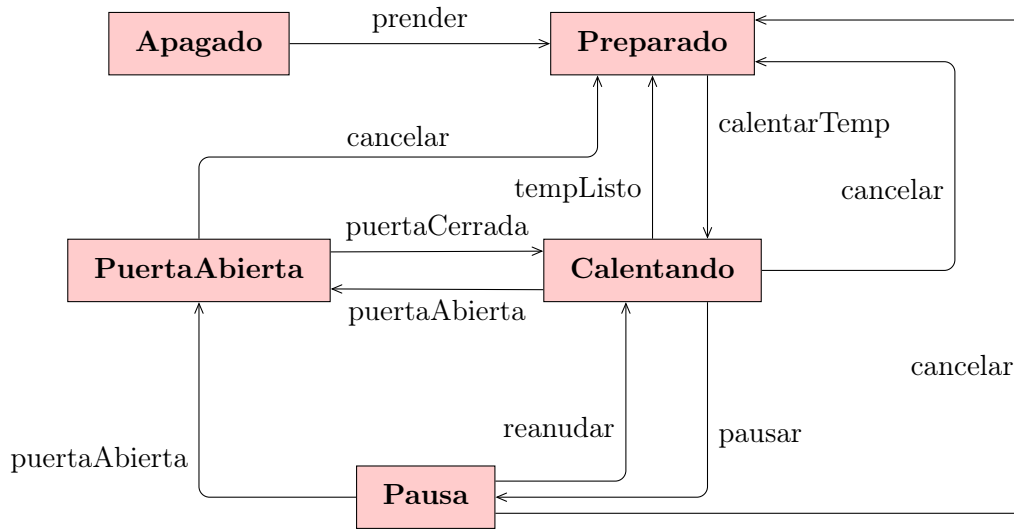 prender
Apagado
Preparado
calentarTemp
cancelar
tempListo
cancelar
puertaCerrada
PuertaAbierta
Calentando
puertaAbierta
cancelar
reanudar
pausar
puertaAbierta
Pausa